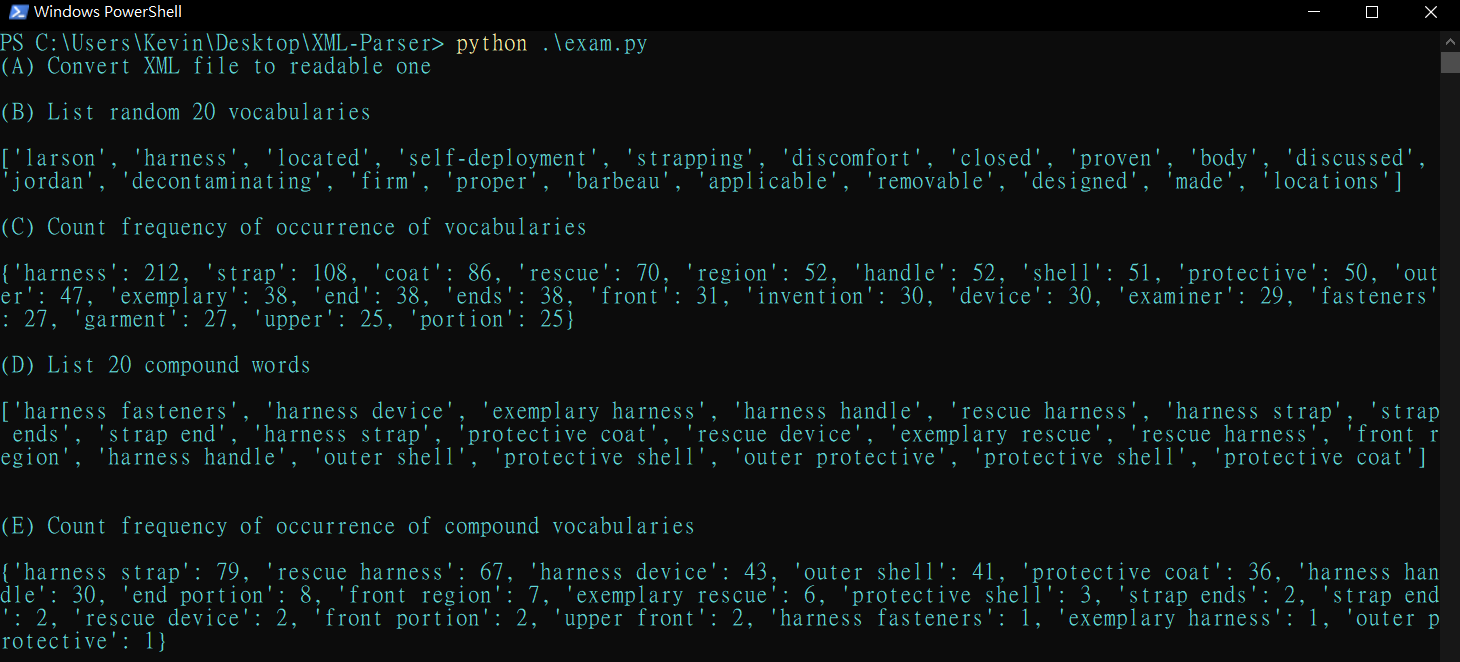 Windows PowerShell
PS C:\Users\Kevin\Desktop\XML-Parser> python .\exam.py
(A) Convert XML file to readable one
(B) List random 20 vocabularies
['larson', 'harness', 'located', 'self-deployment', 'strapping', 'discomfort', 'closed', 'proven', 'body', 'discussed',
'jordan', 'decontaminating', 'firm', 'proper', 'barbeau', 'applicable', 'removable', 'designed', 'made', 'locations']
(C) Count frequency of occurrence of vocabularies
{'harness': 212, 'strap': 108, 'coat': 86, 'rescue': 70, 'region': 52, 'handle': 52, 'shell': 51, 'protective': 50, 'out
er': 47, 'exemplary': 38, 'end': 38, 'ends': 38, 'front': 31, 'invention': 30, 'device': 30, 'examiner': 29, 'fasteners'
: 27, 'garment': 27, 'upper': 25, 'portion': 25}
(D) List 20 compound words
['harness fasteners', 'harness device', 'exemplary harness', 'harness handle', 'rescue harness', 'harness strap', 'strap
 ends', 'strap end', 'harness strap', 'protective coat', 'rescue device', 'exemplary rescue', 'rescue harness', 'front r
egion', 'harness handle', 'outer shell', 'protective shell', 'outer protective', 'protective shell', 'protective coat']
(E) Count frequency of occurrence of compound vocabularies
{'harness strap': 79, 'rescue harness': 67, 'harness device': 43, 'outer shell': 41, 'protective coat': 36, 'harness han
dle': 30, 'end portion': 8, 'front region': 7, 'exemplary rescue': 6, 'protective shell': 3, 'strap ends': 2, 'strap end
': 2, 'rescue device': 2, 'front portion': 2, 'upper front': 2, 'harness fasteners': 1, 'exemplary harness': 1, 'outer p
rotective': 1}